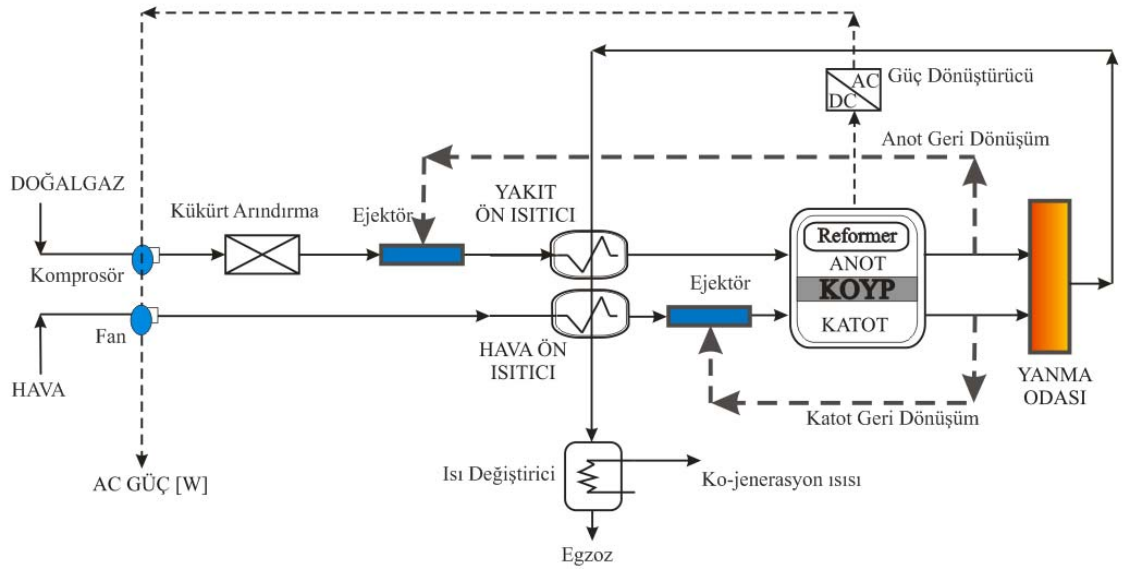 AC
DC
Güç Dönüştürücü
Anot Geri Dönüşüm
DOĞALGAZ
Kükürt Arındırma
Ejektör
YAKIT
ÖN ISITICI
Komprosör
Reformer
ANOT
KOYP
KATOT
Ejektör
Fan
HAVA
HAVA ÖN
ISITICI
YANMA
ODASI
Katot Geri Dönüşüm
AC GÜÇ [W]
Isı Değiştirici
Ko-jenerasyon ısısı
Egzoz